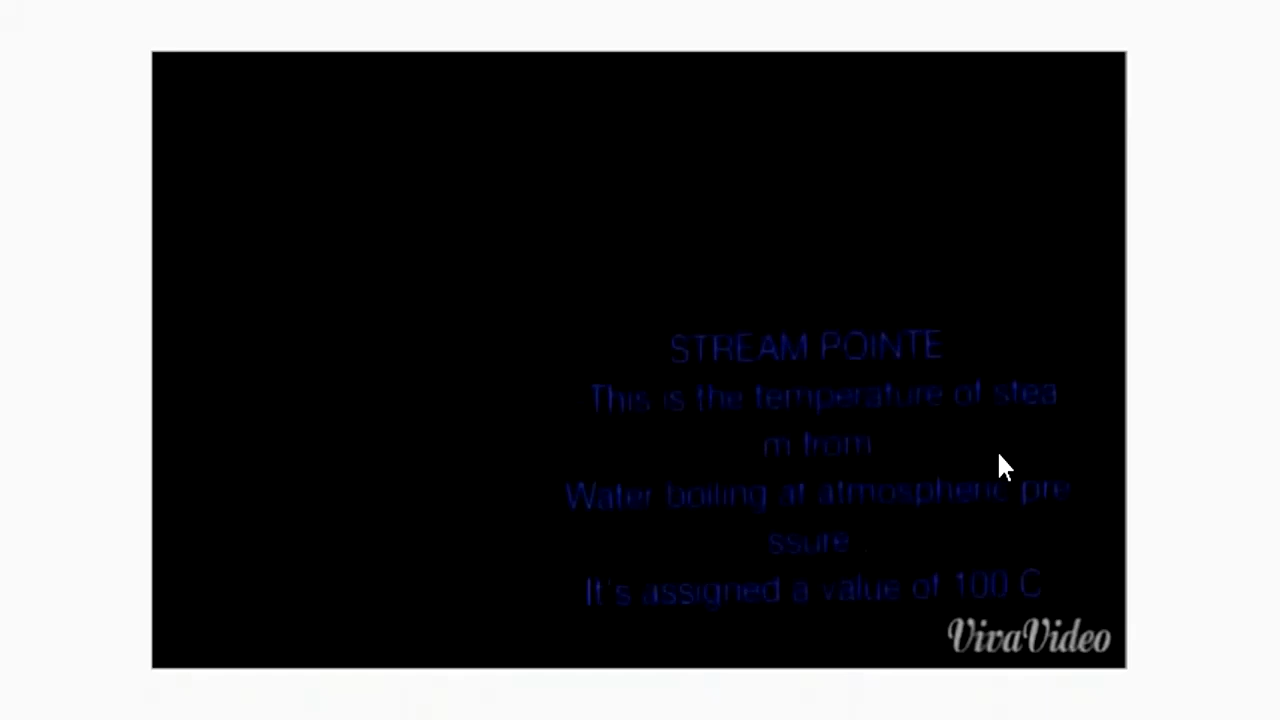 STREAM POINTE
This is the temperature of stea
m from
Water boiling at atmospheric pre
ssure .
It's assigned a value of 100 C
VivaVideo